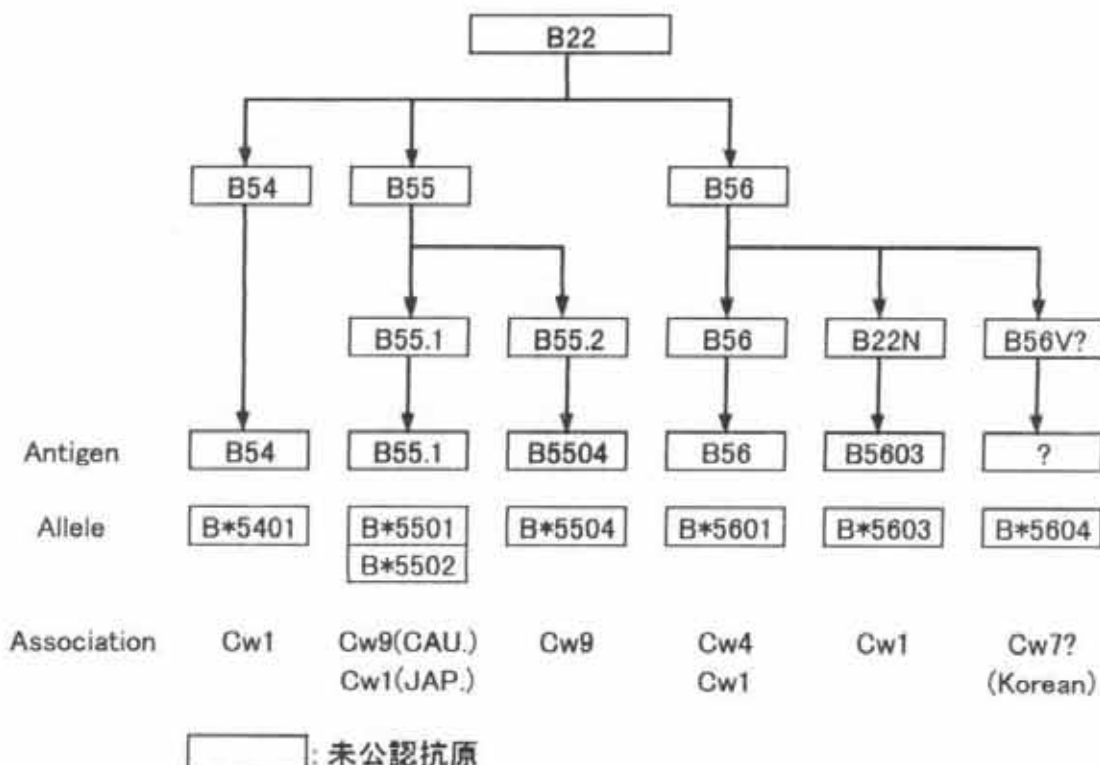 B22
B54 B55 B56
B55.1 B55.2 B56 B22N B56V?
Antigen B54 B55.1 B5504 B56 B5603 ?
Allele B*5401 B*5501 B*5504 B*5601 B*5603 B*5604
B*5502
Association Cw1 Cw9(CAU.) Cw9 Cw4 Cw1 Cw7?
Cw1(JAP.) Cw1 (Korean)
: 未公認抗原